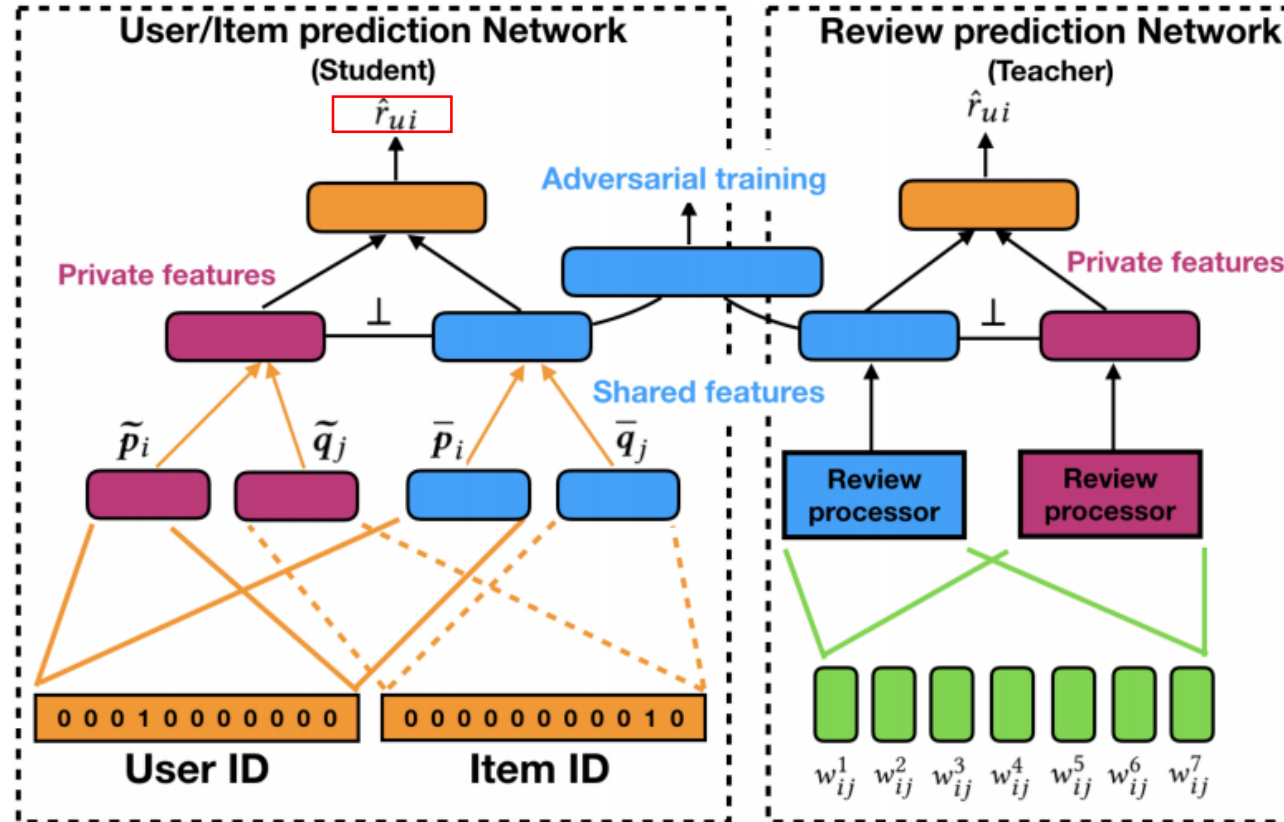 User/Item prediction Network
(Student)
r̂ui
Adversarial training
Private features
⊥
Shared features
p̃i
q̃j
p̄i
q̄j
0 0 0 1 0 0 0 0 0 0 0
0 0 0 0 0 0 0 0 0 1 0
User ID
Item ID
Review prediction Network
(Teacher)
r̂ui
Private features
⊥
Review
processor
Review
processor
w¹ij w²ij w³ij w⁴ij w⁵ij w⁶ij w⁷ij